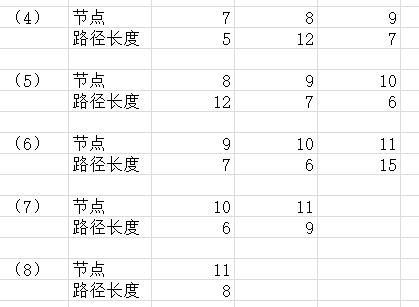 （4） 节点 7 8 9
路径长度 5 12 7
（5） 节点 8 9 10
路径长度 12 7 6
（6） 节点 9 10 11
路径长度 7 6 15
（7） 节点 10 11
路径长度 6 9
（8） 节点 11
路径长度 8